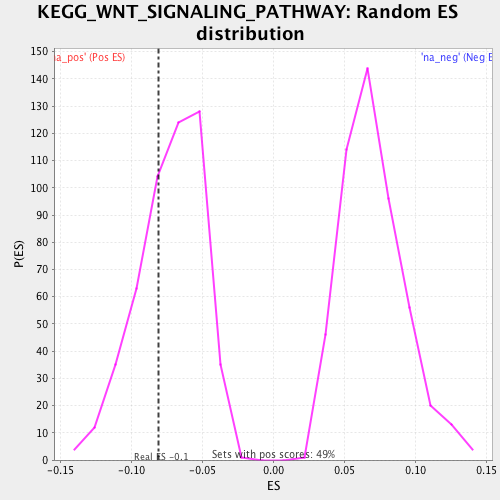 KEGG_WNT_SIGNALING_PATHWAY: Random ES
distribution
a_pos' (Pos ES)
'na_neg' (Neg E
150
140
130
120
110
100
90
80
70
60
50
40
30
20
10
0
P(ES)
Real ES -0.1
Sets with pos scores: 49%
-0.15
-0.10
-0.05
0.00
0.05
0.10
0.15
ES